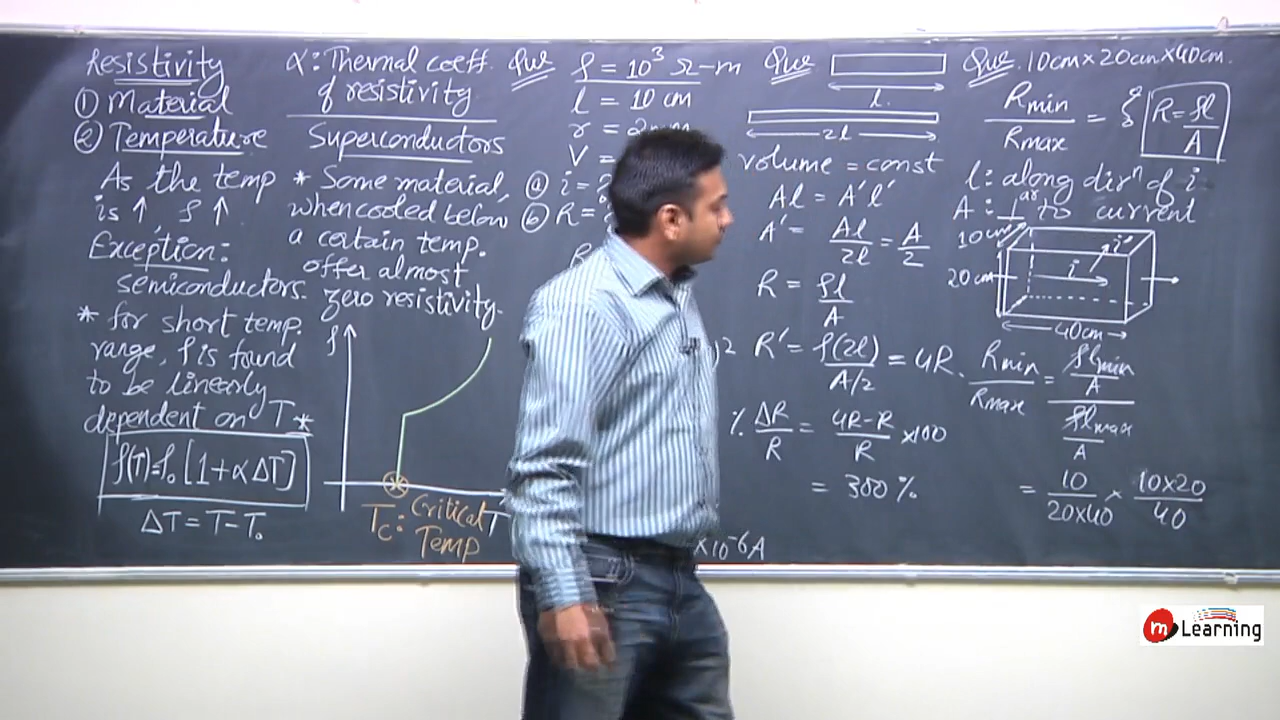 Resistivity
① Material
② Temperature
As the temp
is ↑ ρ ↑
Exception:
semiconductors.
* for short temp.
range, ρ is found
to be linearly
dependent on T *
ρ(T)=ρ₀ [1+α ΔT]
ΔT = T-T₀
α: Thermal coeff.
of resistivity
Superconductors
* Some material,
when cooled below
a certain temp.
offer almost
zero resistivity.
ρ
T
Tc: Critical
Temp
Que
ρ = 10³ Ω-m
l = 10 cm
r = 2
V =
ⓐ i = ?
ⓑ R =
R
)²
×10⁻⁶A
Que
l.
2l
volume = const
Al = A'l'
A' = Al/2l = A/2
R = ρl/A
R' = ρ(2l)/(A/2) = 4R.
% ΔR/R = (4R-R)/R ×100
= 300 %
Que. 10cm×20cm×40cm.
Rmin/Rmax = { R = ρl/A
l: along dirⁿ of i
A: ⊥ar to current
10cm
i'
20cm
i
40cm
Rmin/Rmax = (ρlmin/A)/(ρlmax/A)
= 10/(20×40) × (10×20)/40
m Learning